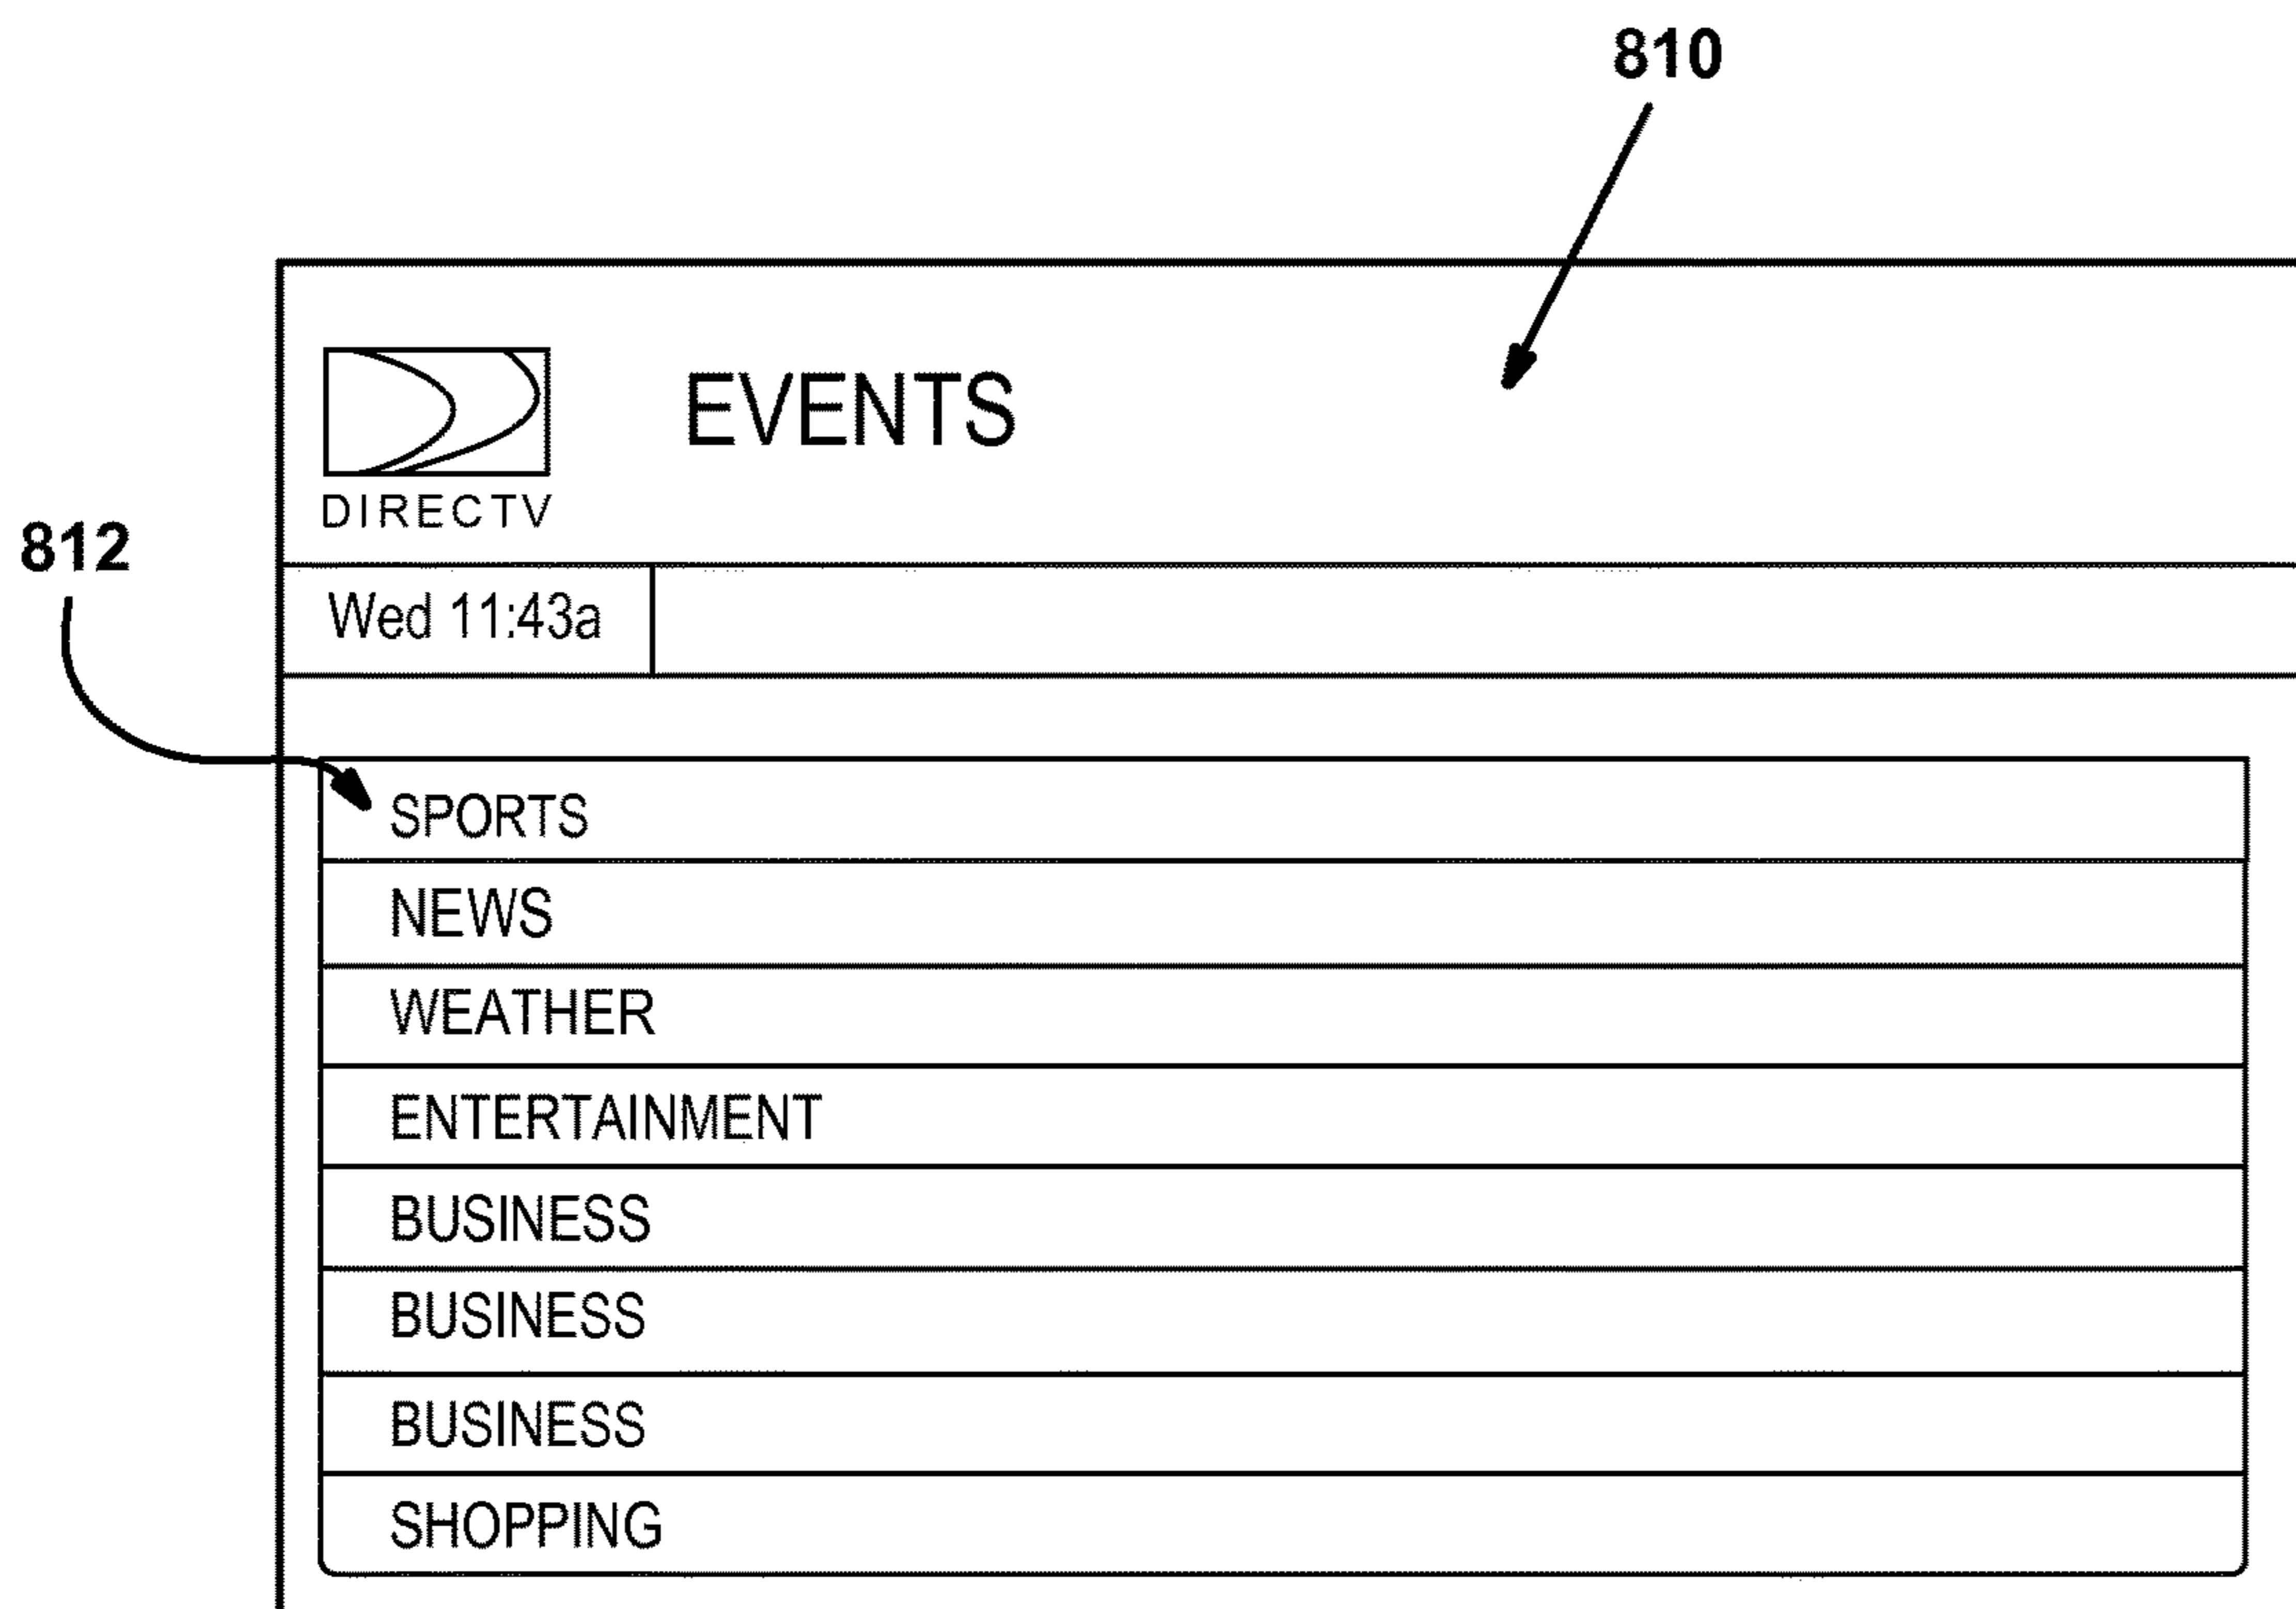 810
EVENTS
DIRECTV
812
Wed 11:43a
SPORTS
NEWS
WEATHER
ENTERTAINMENT
BUSINESS
BUSINESS
BUSINESS
SHOPPING